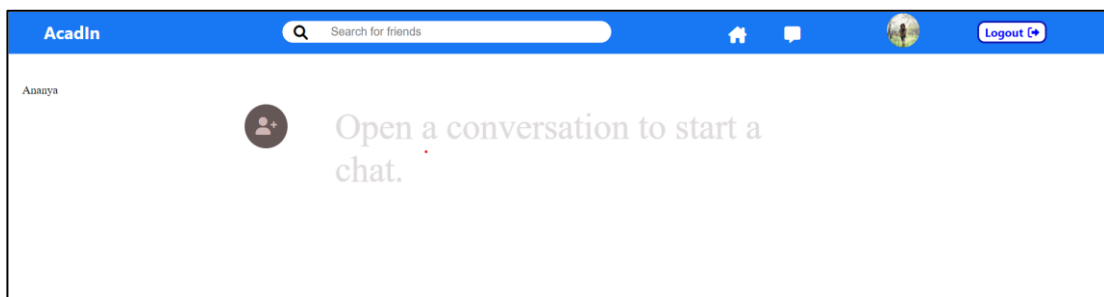 AcadIn
Search for friends
Logout
Ananya
Open a conversation to start a
chat.